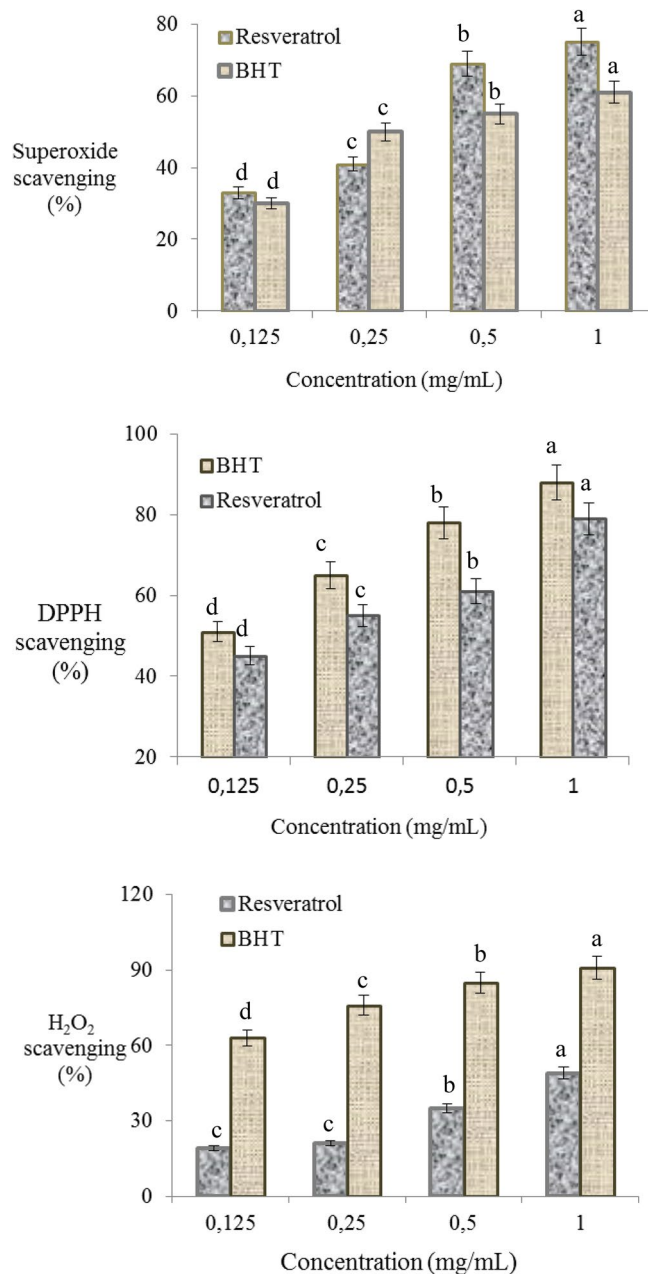 80
Resveratrol
a
BHT
b
a
60
b
c
Superoxide
scavenging
(%)
40
c
d
d
20
0
0,125 0,25 0,5 1
Concentration (mg/mL)
100
BHT
Resveratrol
a
b
a
80
c
b
DPPH
scavenging
(%)
60
c
d
d
40
20
0,125 0,25 0,5 1
Concentration (mg/mL)
120
Resveratrol
BHT
a
b
c
90
d
H₂O₂
scavenging
(%)
60
a
b
30
c
c
0
0,125 0,25 0,5 1
Concentration (mg/mL)